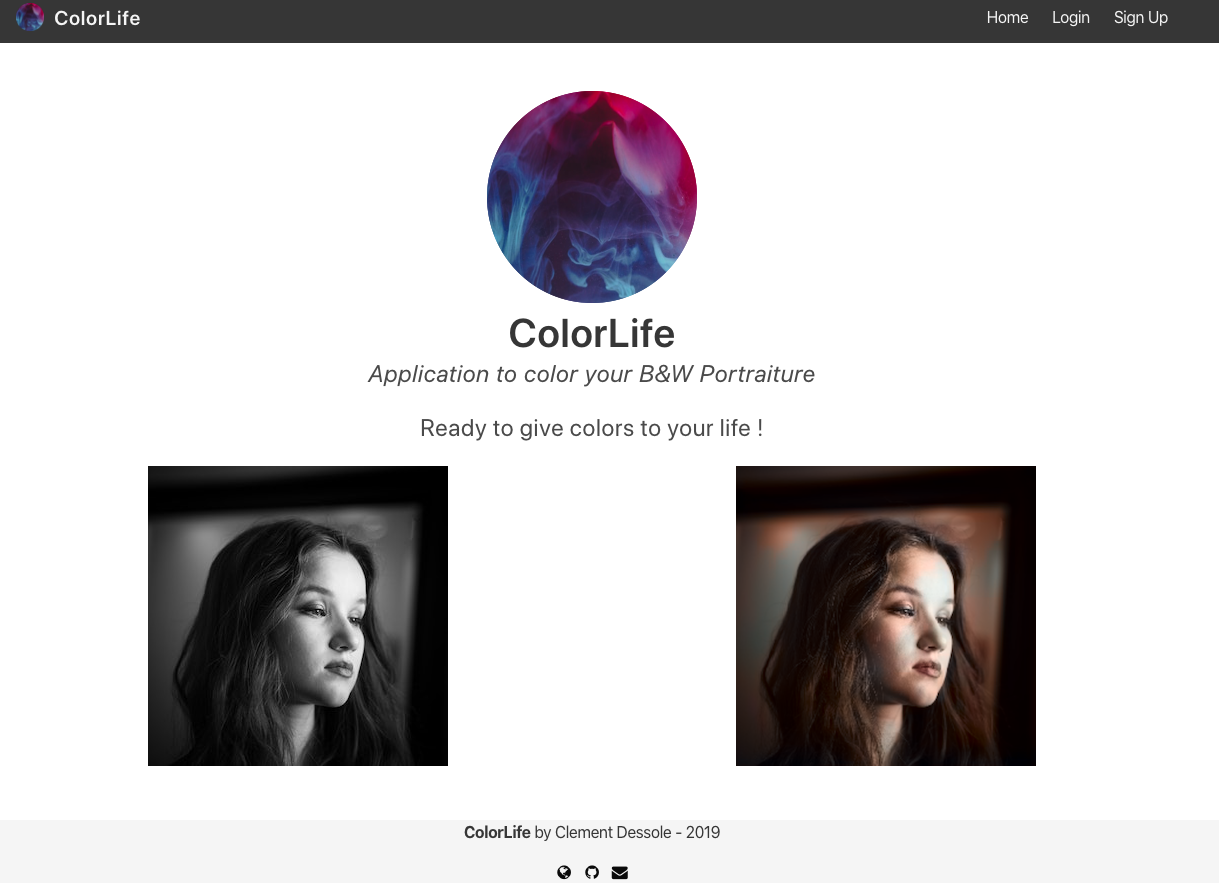 ColorLife
Home Login Sign Up
ColorLife
Application to color your B&W Portraiture
Ready to give colors to your life !
ColorLife by Clement Dessole - 2019